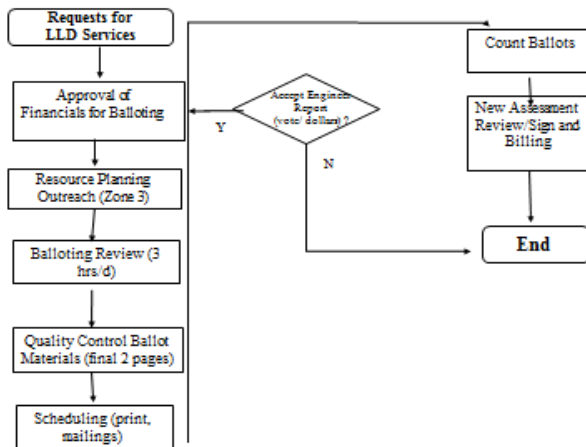 Requests for
LLD Services
Approval of
Financials for Balloting
Resource Planning
Outreach (Zone 3)
Balloting Review (3
hrs/d)
Quality Control Ballot
Materials (final 2 pages)
Scheduling (print,
mailings)
Accept Engineer
Report
(vote/ dollars) ?
Y
N
Count Ballots
New Assessment
Review/Sign and
Billing
End